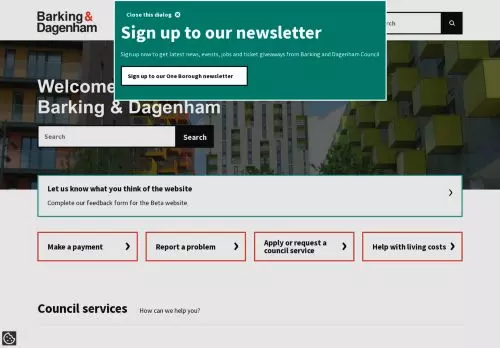 Barking&
Dagenham
Close this dialog
Sign up to our newsletter
Sign up now to get latest news, events, jobs and ticket giveaways from Barking and Dagenham Council
Sign up to our One Borough newsletter
Search
Welcome
Barking & Dagenham
Search
Search
Let us know what you think of the website
Complete our feedback form for the Beta website
Make a payment
Report a problem
Apply or request a
council service
Help with living costs
Council services
How can we help you?